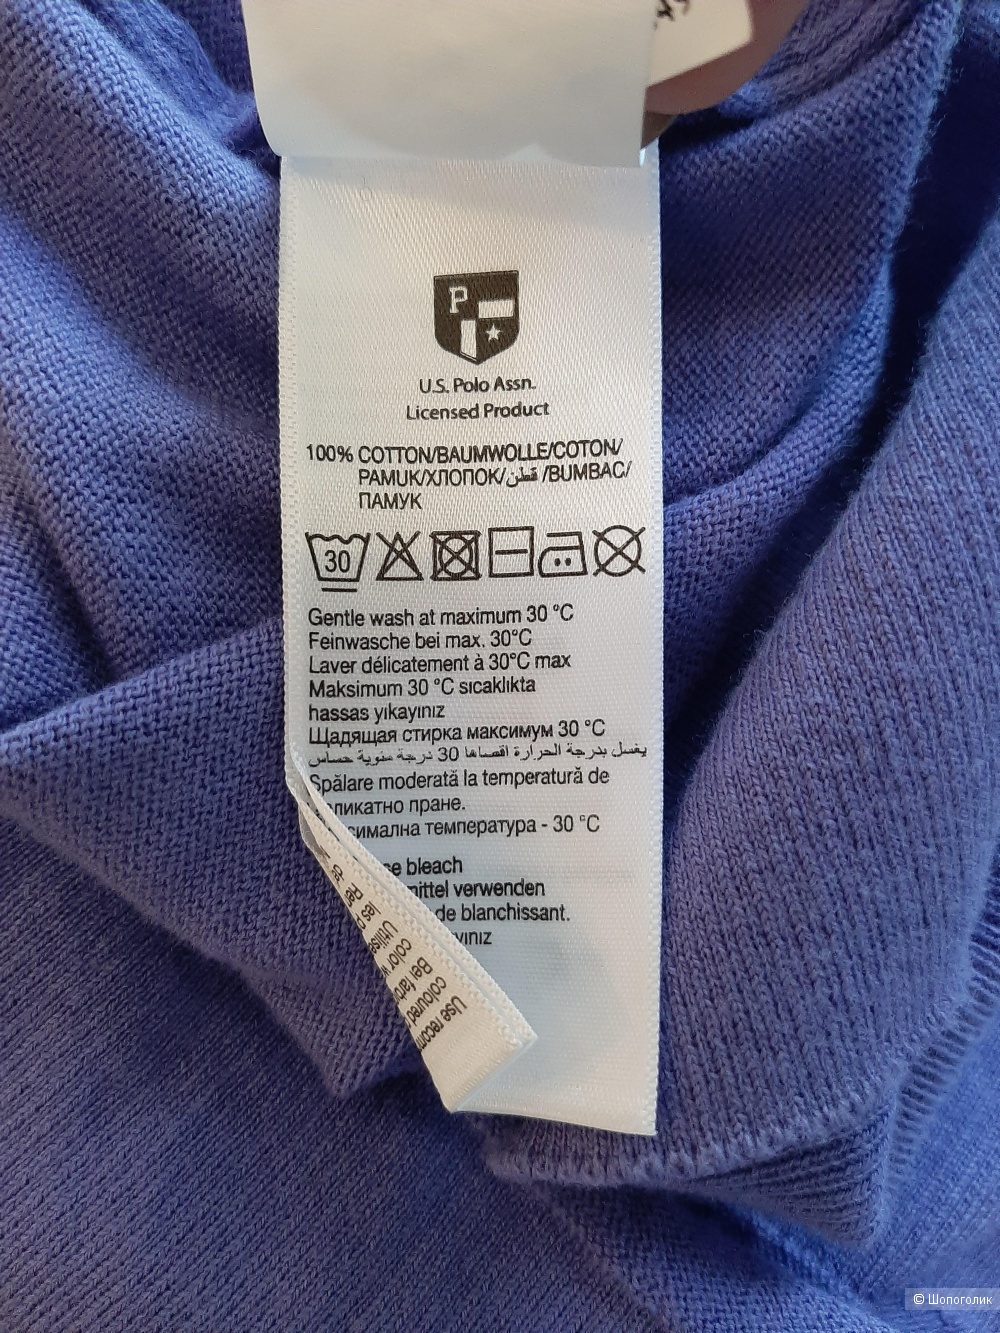 P
U.S. Polo Assn.
Licensed Product
100% COTTON/BAUMWOLLE/COTON/
PAMUK/ХЛОПОК/قطن /BUMBAC/
ПАМУК
30
Gentle wash at maximum 30 °C
Feinwasche bei max. 30°C
Laver délicatement à 30°C max
Maksimum 30 °C sıcaklıkta
hassas yıkayınız
Щадящая стирка максимум 30 °C
يغسل بدرجة الحرارة اقصاها 30 درجة مئوية حساس
Spălare moderată la temperatură de
пране.
температура - 30 °C
bleach
verwenden
de blanchissant.
Use
coloured
color
© Шопоголик